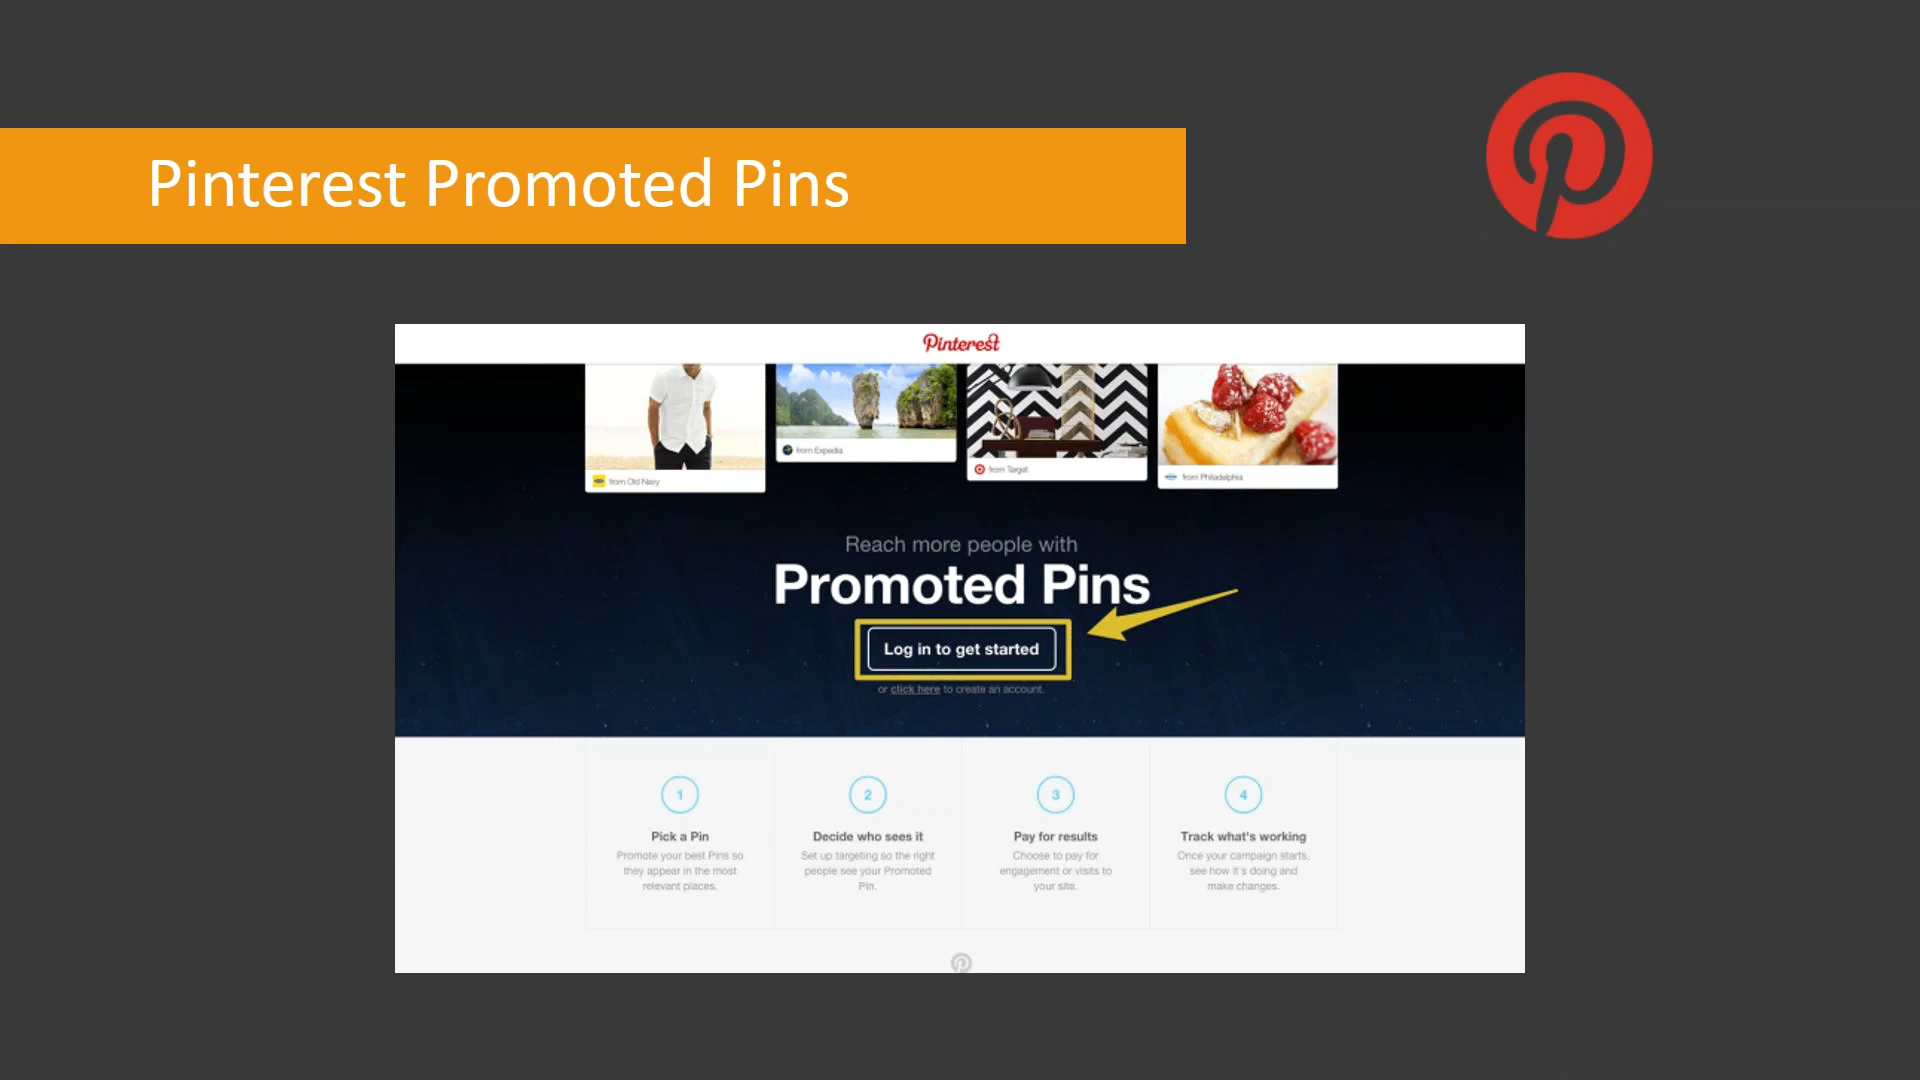 Pinterest Promoted Pins
Pinterest
from Old Navy
from Expedia
from Target
from Philadelphia
Reach more people with
Promoted Pins
Log in to get started
or click here to create an account.
1
Pick a Pin
Promote your best Pins so
they appear in the most
relevant places.
2
Decide who sees it
Set up targeting so the right
people see your Promoted
Pin.
3
Pay for results
Choose to pay for
engagement or visits to
your site.
4
Track what's working
Once your campaign starts,
see how it's doing and
make changes.